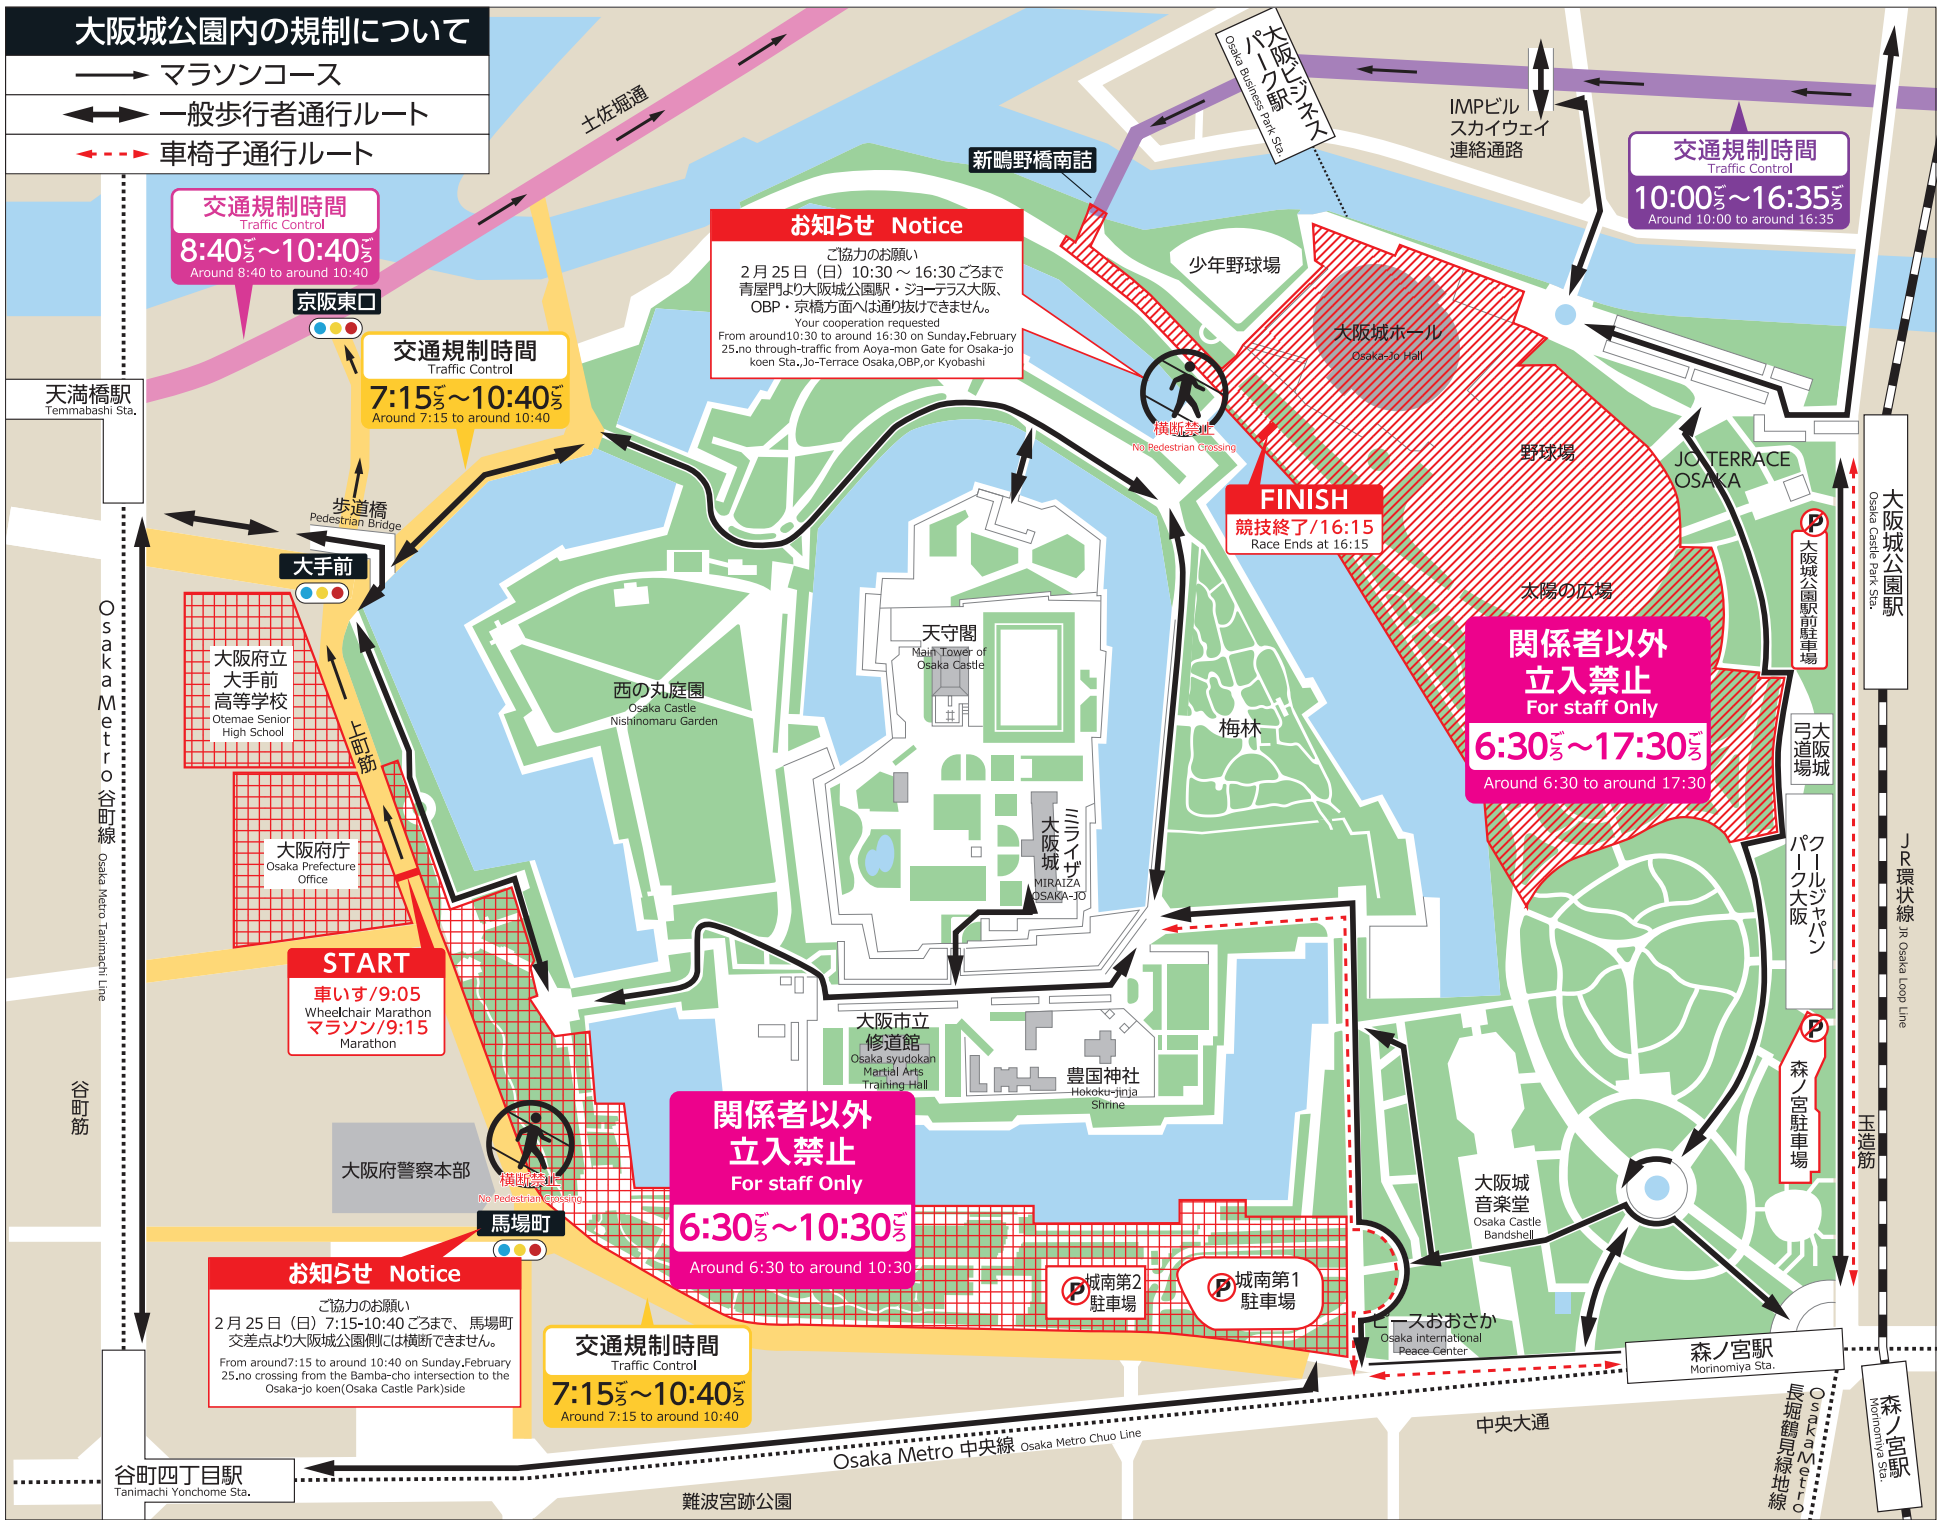 大阪城公園内の規制について
マラソンコース
一般歩行者通行ルート
車椅子通行ルート
土佐堀通
大阪ビジネス
パーク駅
Osaka Business Park Sta.
IMPビル
スカイウェイ
連絡通路
交通規制時間
Traffic Control
10:00ごろ～16:35ごろ
Around 10:00 to around 16:35
新鴫野橋南詰
交通規制時間
Traffic Control
8:40ごろ～10:40ごろ
Around 8:40 to around 10:40
京阪東口
お知らせ Notice
ご協力のお願い
2月25日（日）10:30～16:30ごろまで
青屋門より大阪城公園駅・ジョーテラス大阪、
OBP・京橋方面へは通り抜けできません。
Your cooperation requested
From around10:30 to around 16:30 on Sunday.February
25.no through-traffic from Aoya-mon Gate for Osaka-jo
koen Sta.,Jo-Terrace Osaka,OBP,or Kyobashi
少年野球場
大阪城ホール
Osaka-Jo Hall
交通規制時間
Traffic Control
7:15ごろ～10:40ごろ
Around 7:15 to around 10:40
天満橋駅
Temmabashi Sta.
横断禁止
No Pedestrian Crossing
野球場
JO TERRACE
OSAKA
FINISH
競技終了/16:15
Race Ends at 16:15
大阪城公園駅
Osaka Castle Park Sta.
P
大阪城公園駅前駐車場
歩道橋
Pedestrian Bridge
大手前
太陽の広場
関係者以外
立入禁止
For staff Only
6:30ごろ～17:30ごろ
Around 6:30 to around 17:30
大阪府立
大手前
高等学校
Otemae Senior
High School
上町筋
天守閣
Main Tower of
Osaka Castle
西の丸庭園
Osaka Castle
Nishinomaru Garden
梅林
大阪城
弓道場
Osaka Metro 谷町線 Osaka Metro Tanimachi Line
大阪府庁
Osaka Prefecture
Office
ミライザ
大阪城
MIRAIZA
OSAKA-JO
クールジャパン
パーク大阪
JR環状線 JR Osaka Loop Line
START
車いす/9:05
Wheelchair Marathon
マラソン/9:15
Marathon
大阪市立
修道館
Osaka syudokan
Martial Arts
Training Hall
豊国神社
Hokoku-jinja
Shrine
P
森ノ宮駐車場
玉造筋
谷町筋
大阪府警察本部
横断禁止
No Pedestrian Crossing
馬場町
関係者以外
立入禁止
For staff Only
6:30ごろ～10:30ごろ
Around 6:30 to around 10:30
大阪城
音楽堂
Osaka Castle
Bandshell
お知らせ Notice
ご協力のお願い
2月25日（日）7:15-10:40ごろまで、馬場町
交差点より大阪城公園側には横断できません。
From around7:15 to around 10:40 on Sunday.February
25.no crossing from the Bamba-cho intersection to the
Osaka-jo koen(Osaka Castle Park)side
P
城南第2
駐車場
P
城南第1
駐車場
交通規制時間
Traffic Control
7:15ごろ～10:40ごろ
Around 7:15 to around 10:40
ピースおおさか
Osaka international
Peace Center
森ノ宮駅
Morinomiya Sta.
森ノ宮駅
Morinomiya Sta.
Osaka Metro
長堀鶴見緑地線
中央大通
Osaka Metro 中央線 Osaka Metro Chuo Line
谷町四丁目駅
Tanimachi Yonchome Sta.
難波宮跡公園